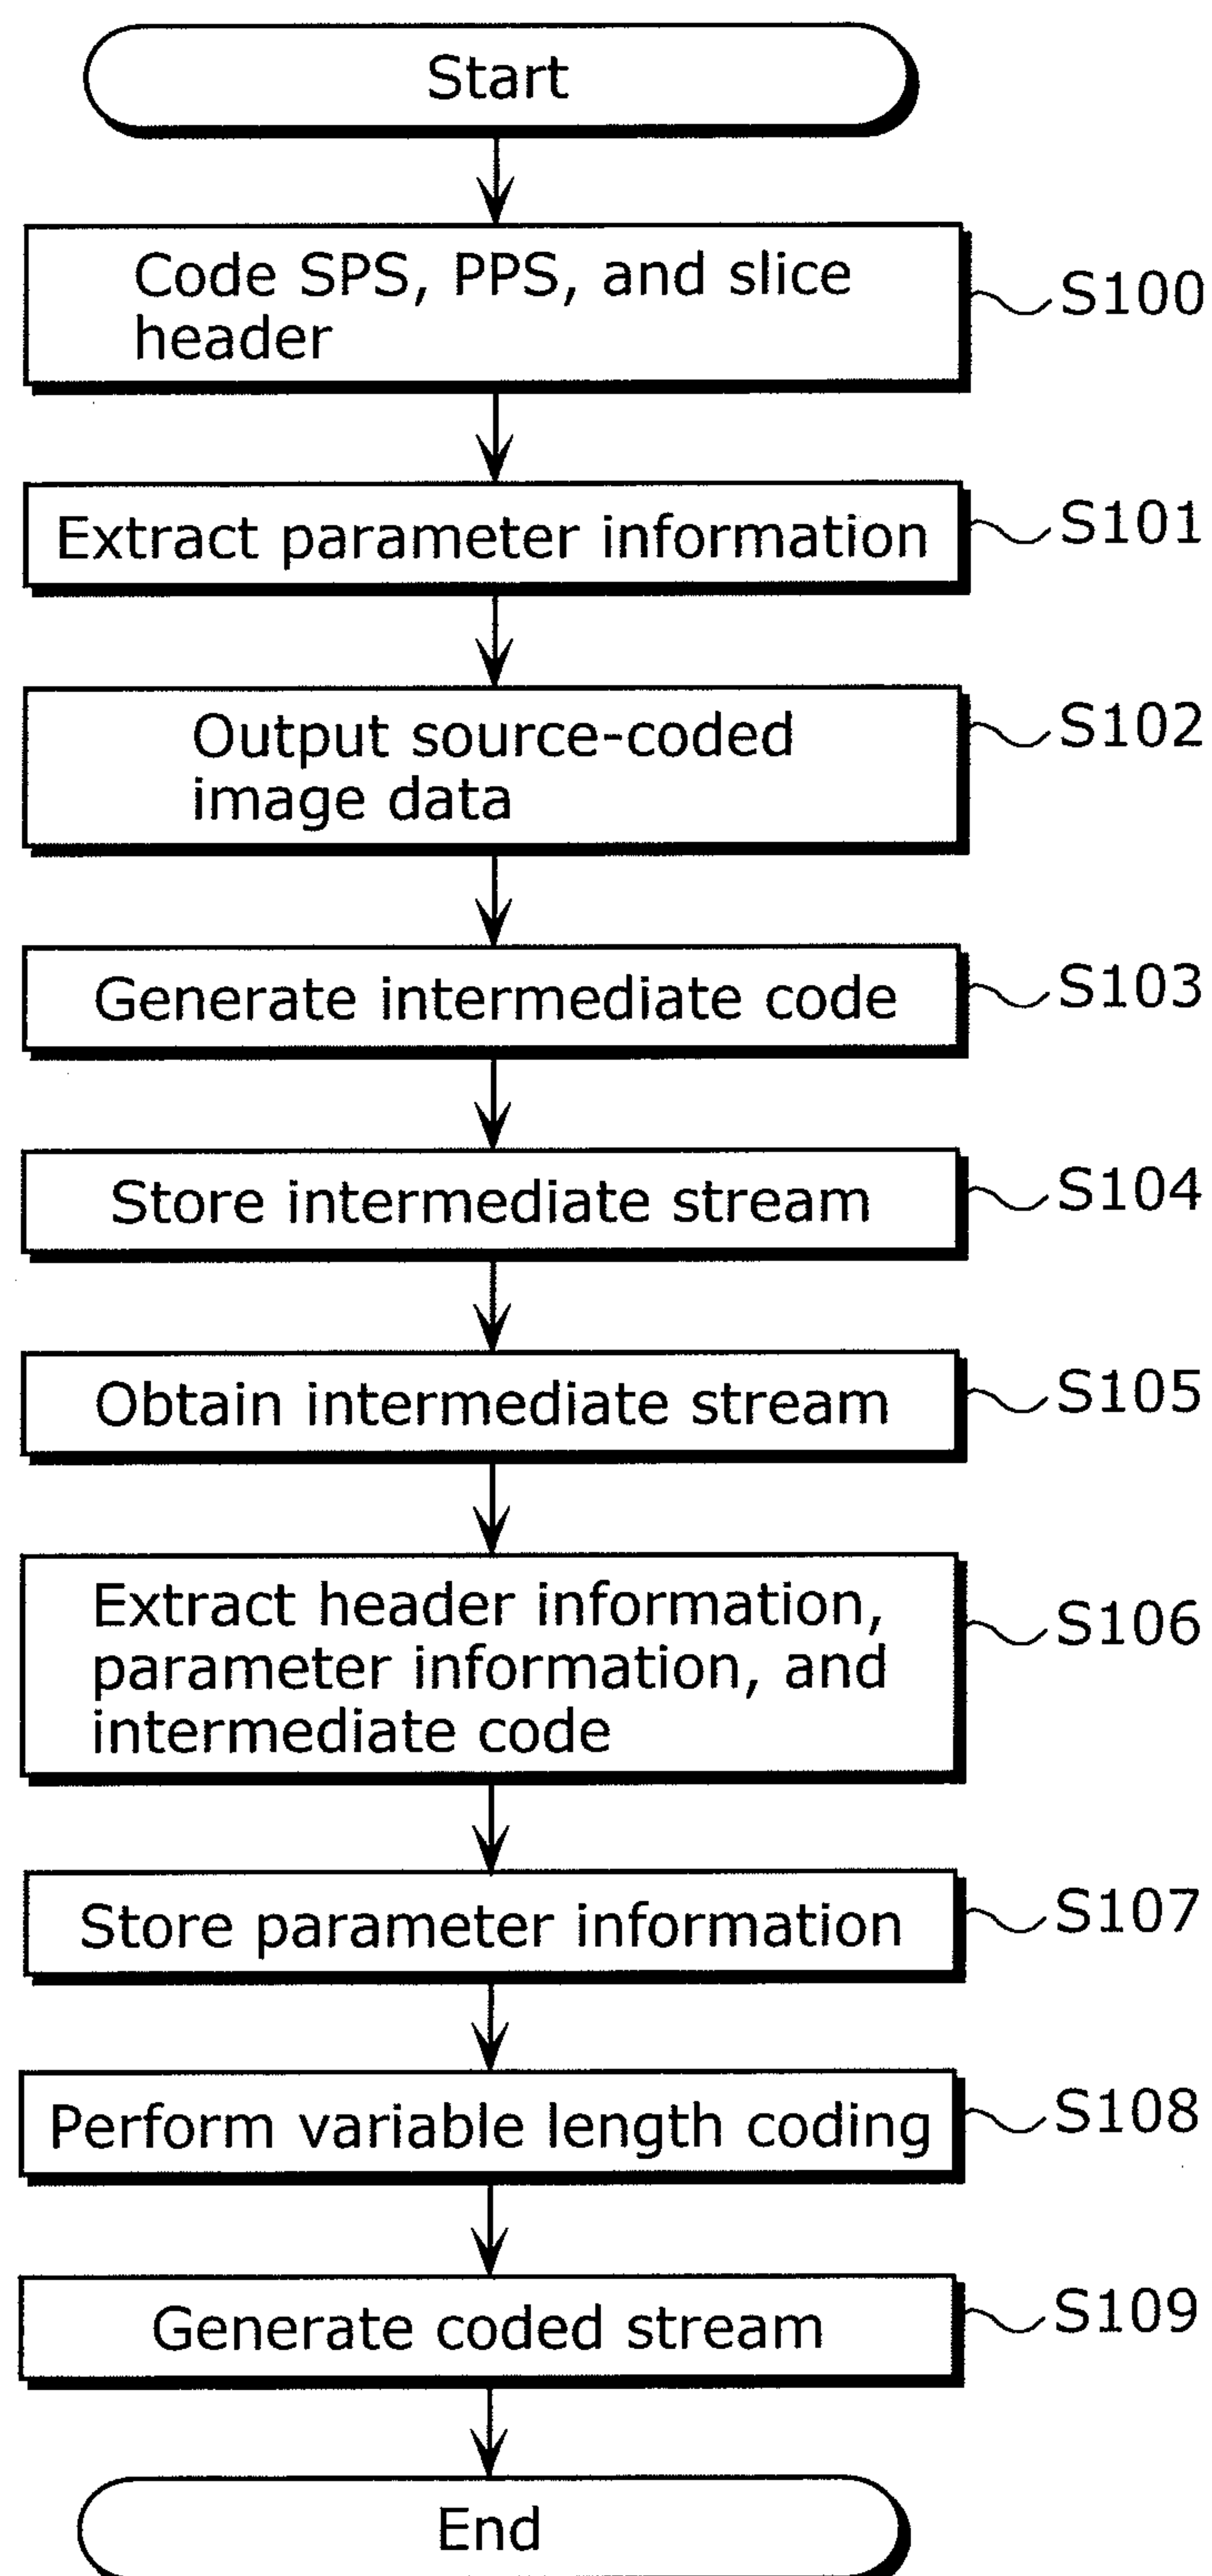 Start
Code SPS, PPS, and slice
header
S100
Extract parameter information
S101
Output source-coded
image data
S102
Generate intermediate code
S103
Store intermediate stream
S104
Obtain intermediate stream
S105
Extract header information,
parameter information, and
intermediate code
S106
Store parameter information
S107
Perform variable length coding
S108
Generate coded stream
S109
End